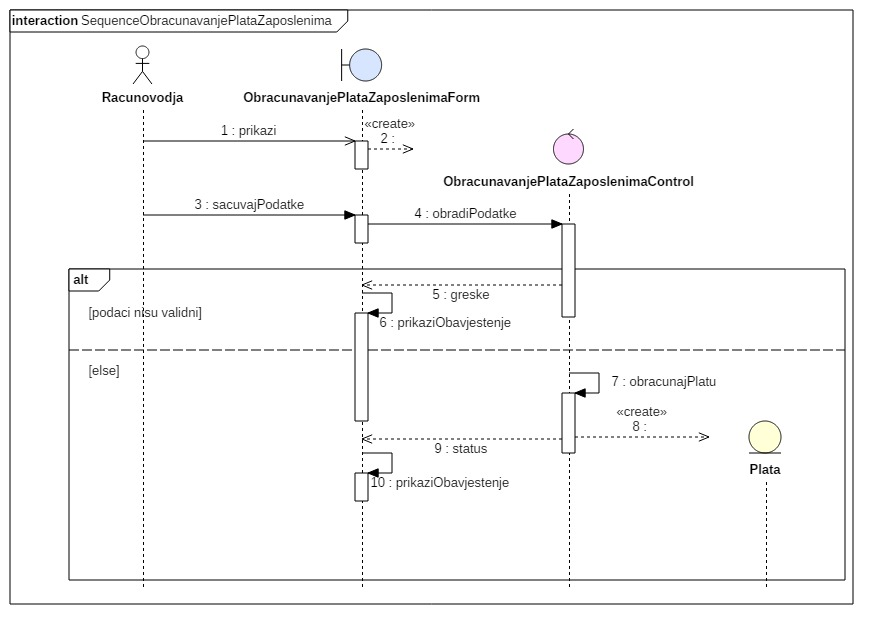 interaction SequenceObracunavanjePlataZaposlenima
Racunovodja
ObracunavanjePlataZaposlenimaForm
1 : prikazi
«create»
2 :
ObracunavanjePlataZaposlenimaControl
3 : sacuvajPodatke
4 : obradiPodatke
alt
5 : greske
[podaci nisu validni]
6 : prikaziObavjestenje
[else]
7 : obracunajPlatu
«create»
8 :
9 : status
Plata
10 : prikaziObavjestenje